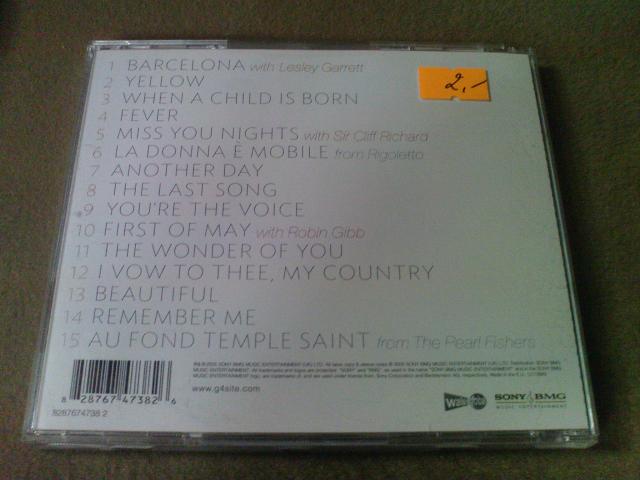 1 BARCELONA with Lesley Garrett
2,-
2 YELLOW
3 WHEN A CHILD IS BORN
4 FEVER
5 MISS YOU NIGHTS with Sir Cliff Richard
6 LA DONNA È MOBILE from Rigoletto
7 ANOTHER DAY
8 THE LAST SONG
9 YOU'RE THE VOICE
10 FIRST OF MAY with Robin Gibb
11 THE WONDER OF YOU
12 I VOW TO THEE, MY COUNTRY
13 BEAUTIFUL
14 REMEMBER ME
15 AU FOND TEMPLE SAINT from The Pearl Fishers
www.g4site.com
8 28767 47382 6
8287674738 2
SONY BMG
MUSIC ENTERTAINMENT